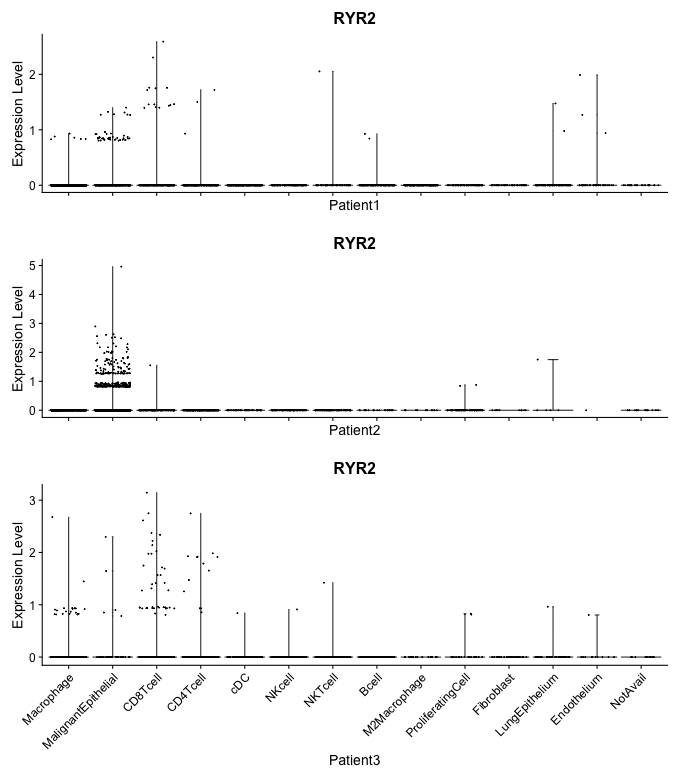 RYR2
Expression Level
2
1
0
Patient1
RYR2
Expression Level
5
4
3
2
1
0
Patient2
RYR2
Expression Level
3
2
1
0
Macrophage
MalignantEpithelial
CD8Tcell
CD4Tcell
cDC
NKcell
NKTcell
Bcell
M2Macrophage
ProliferatingCell
Fibroblast
LungEpithelium
Endothelium
NotAvail
Patient3